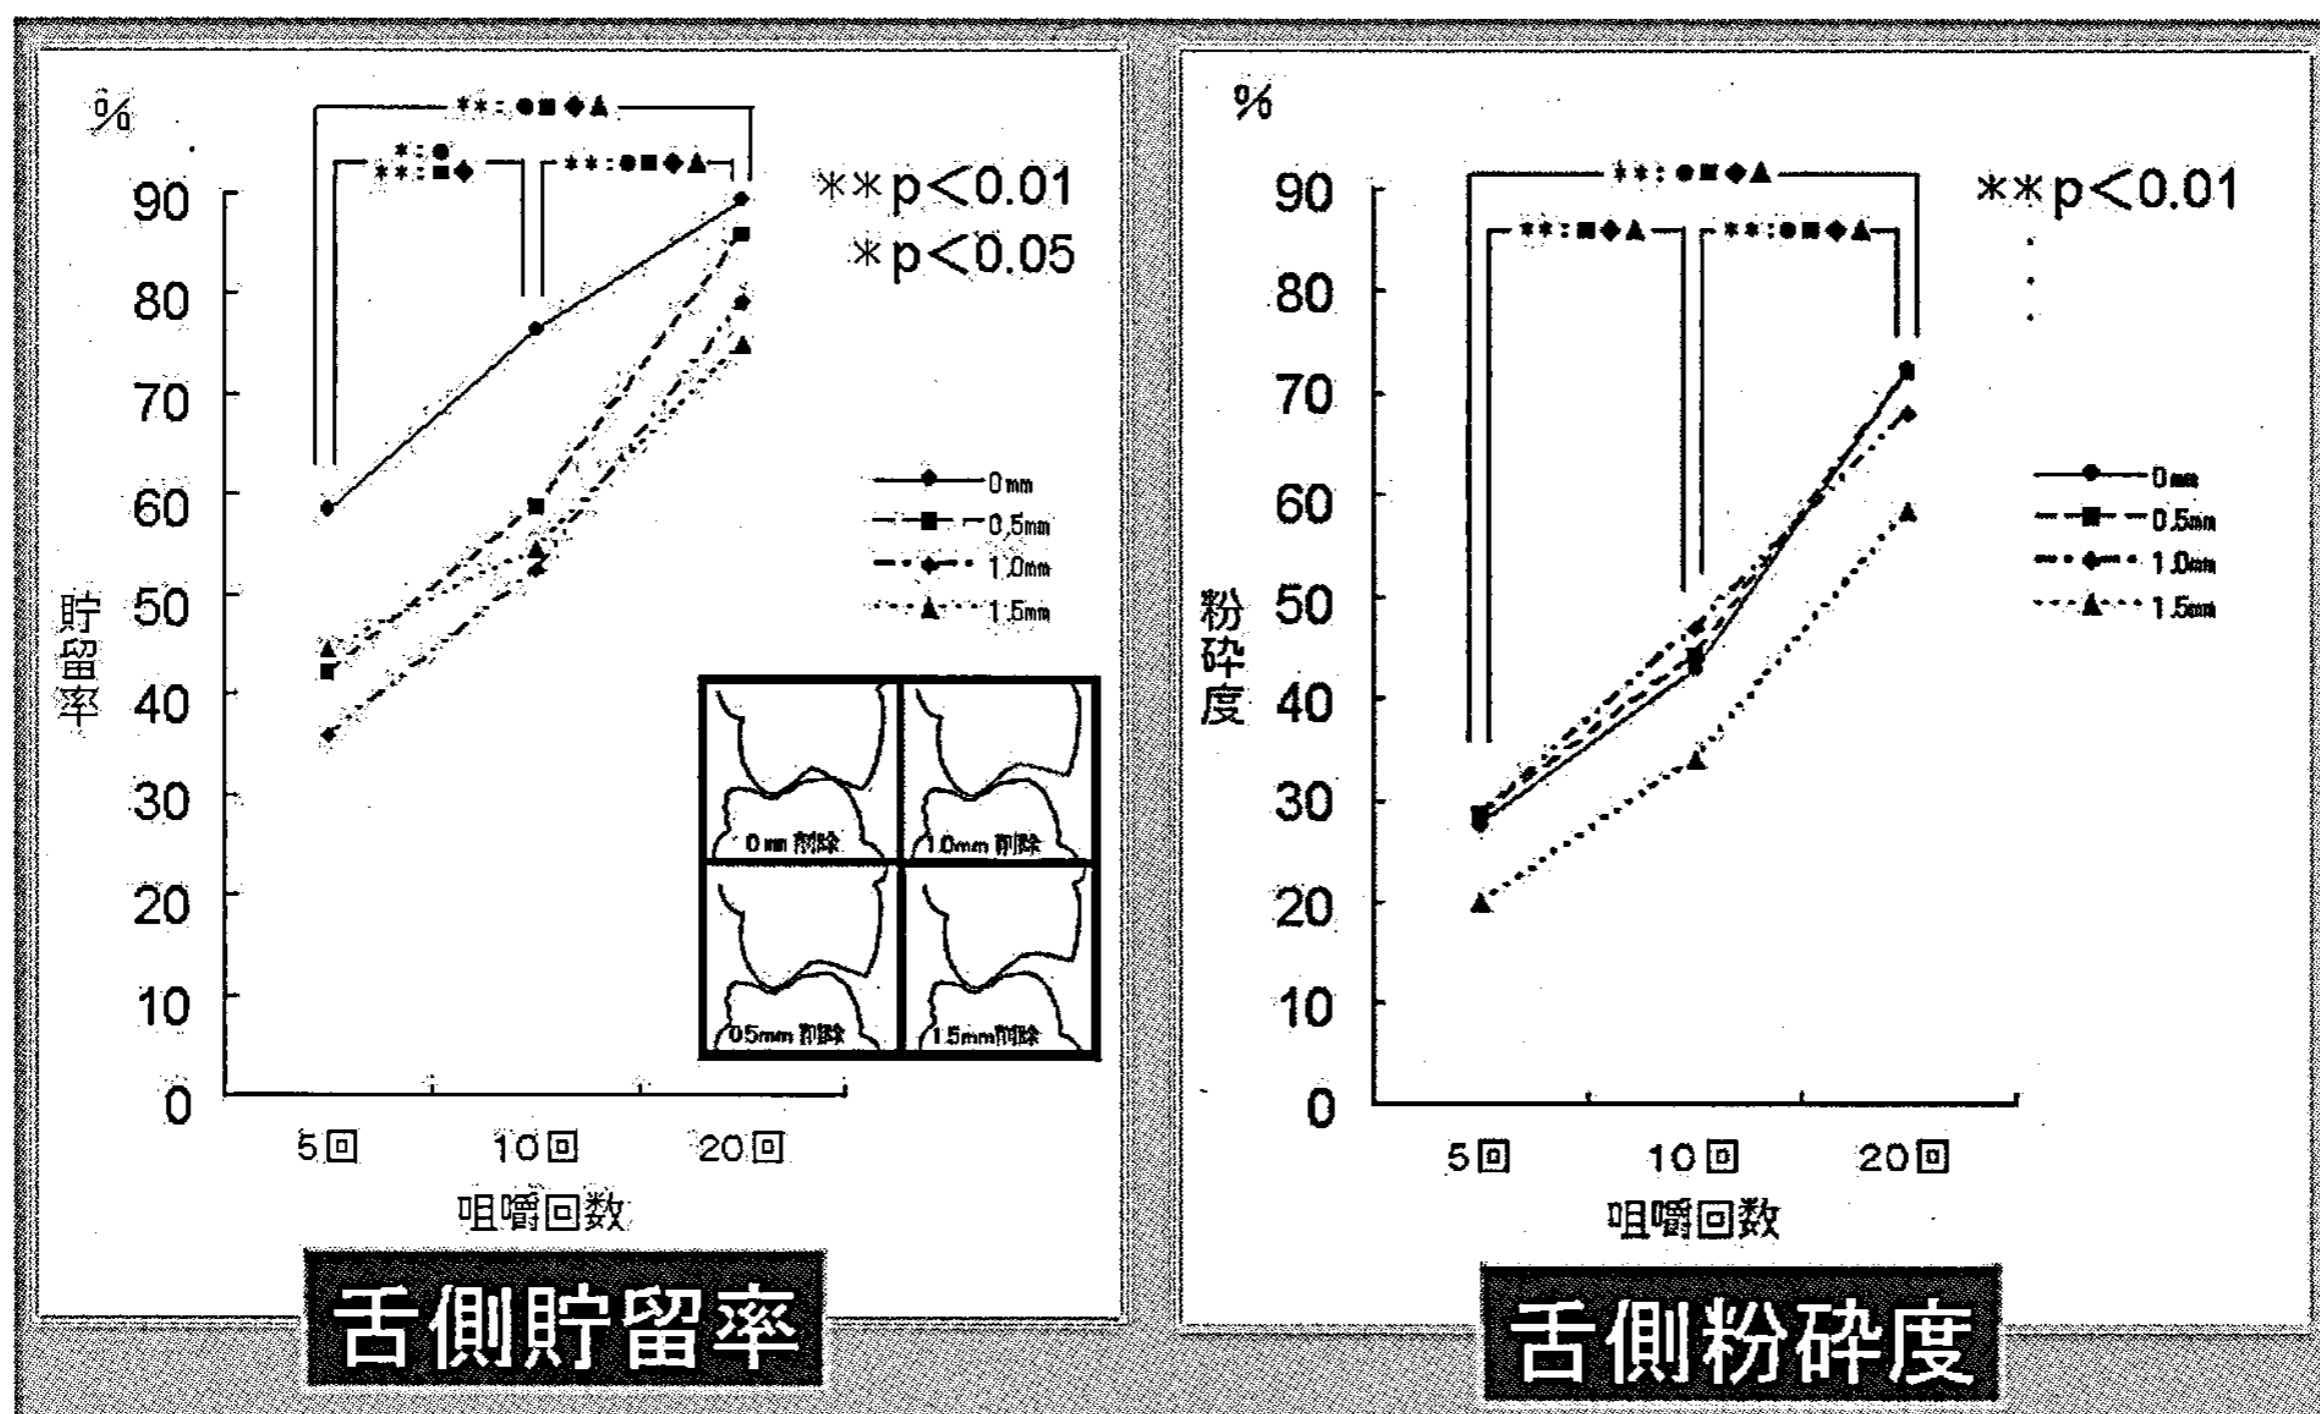 %
**:●■◆▲
*:●
**:■◆
**:●■◆▲
**p<0.01
*p<0.05
90
80
70
60
50
40
30
20
10
0
貯留率
0mm
0.5mm
1.0mm
1.5mm
0mm 削除
1.0mm 削除
0.5mm 削除
1.5mm削除
5回
10回
20回
咀嚼回数
舌側貯留率
%
**:●■◆▲
**:■◆▲
**:●■◆▲
**p<0.01
90
80
70
60
50
40
30
20
10
0
粉砕度
0mm
0.5mm
1.0mm
1.5mm
5回
10回
20回
咀嚼回数
舌側粉砕度